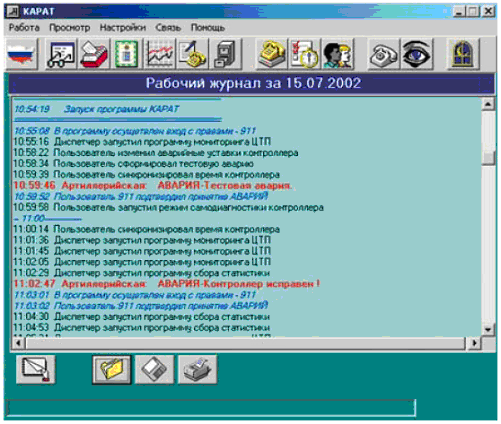 КАРАТ
Работа Просмотр Настройки Связь Помощь
Рабочий журнал за 15.07.2002
10:54:19 Запуск программы КАРАТ
10:55:08 В программу осуществлен вход с правами - 911
10:55:16 Диспетчер запустил программу мониторинга ЦТП
10:58:22 Пользователь изменил аварийные уставки контроллера
10:58:34 Пользователь сформировал тестовую аварию
10:59:39 Пользователь синхронизировал время контроллера
10:59:46 Артиллерийская: АВАРИЯ-Тестовая авария.
10:59:52 Пользователь 911 подтвердил принятие АВАРИЙ
10:59:58 Пользователь запустил режим самодиагностики контроллера
-- 11:00------------
11:00:14 Пользователь синхронизировал время контроллера
11:01:36 Диспетчер запустил программу мониторинга ЦТП
11:01:45 Диспетчер запустил программу мониторинга ЦТП
11:02:05 Диспетчер запустил программу мониторинга ЦТП
11:02:29 Диспетчер запустил программу сбора статистики
11:02:47 Артиллерийская: АВАРИЯ-Контроллер исправен !
11:03:01 В программу осуществлен вход с правами - 911
11:03:02 Пользователь 911 подтвердил принятие АВАРИЙ
11:04:30 Диспетчер запустил программу сбора статистики
11:04:53 Диспетчер запустил программу сбора статистики